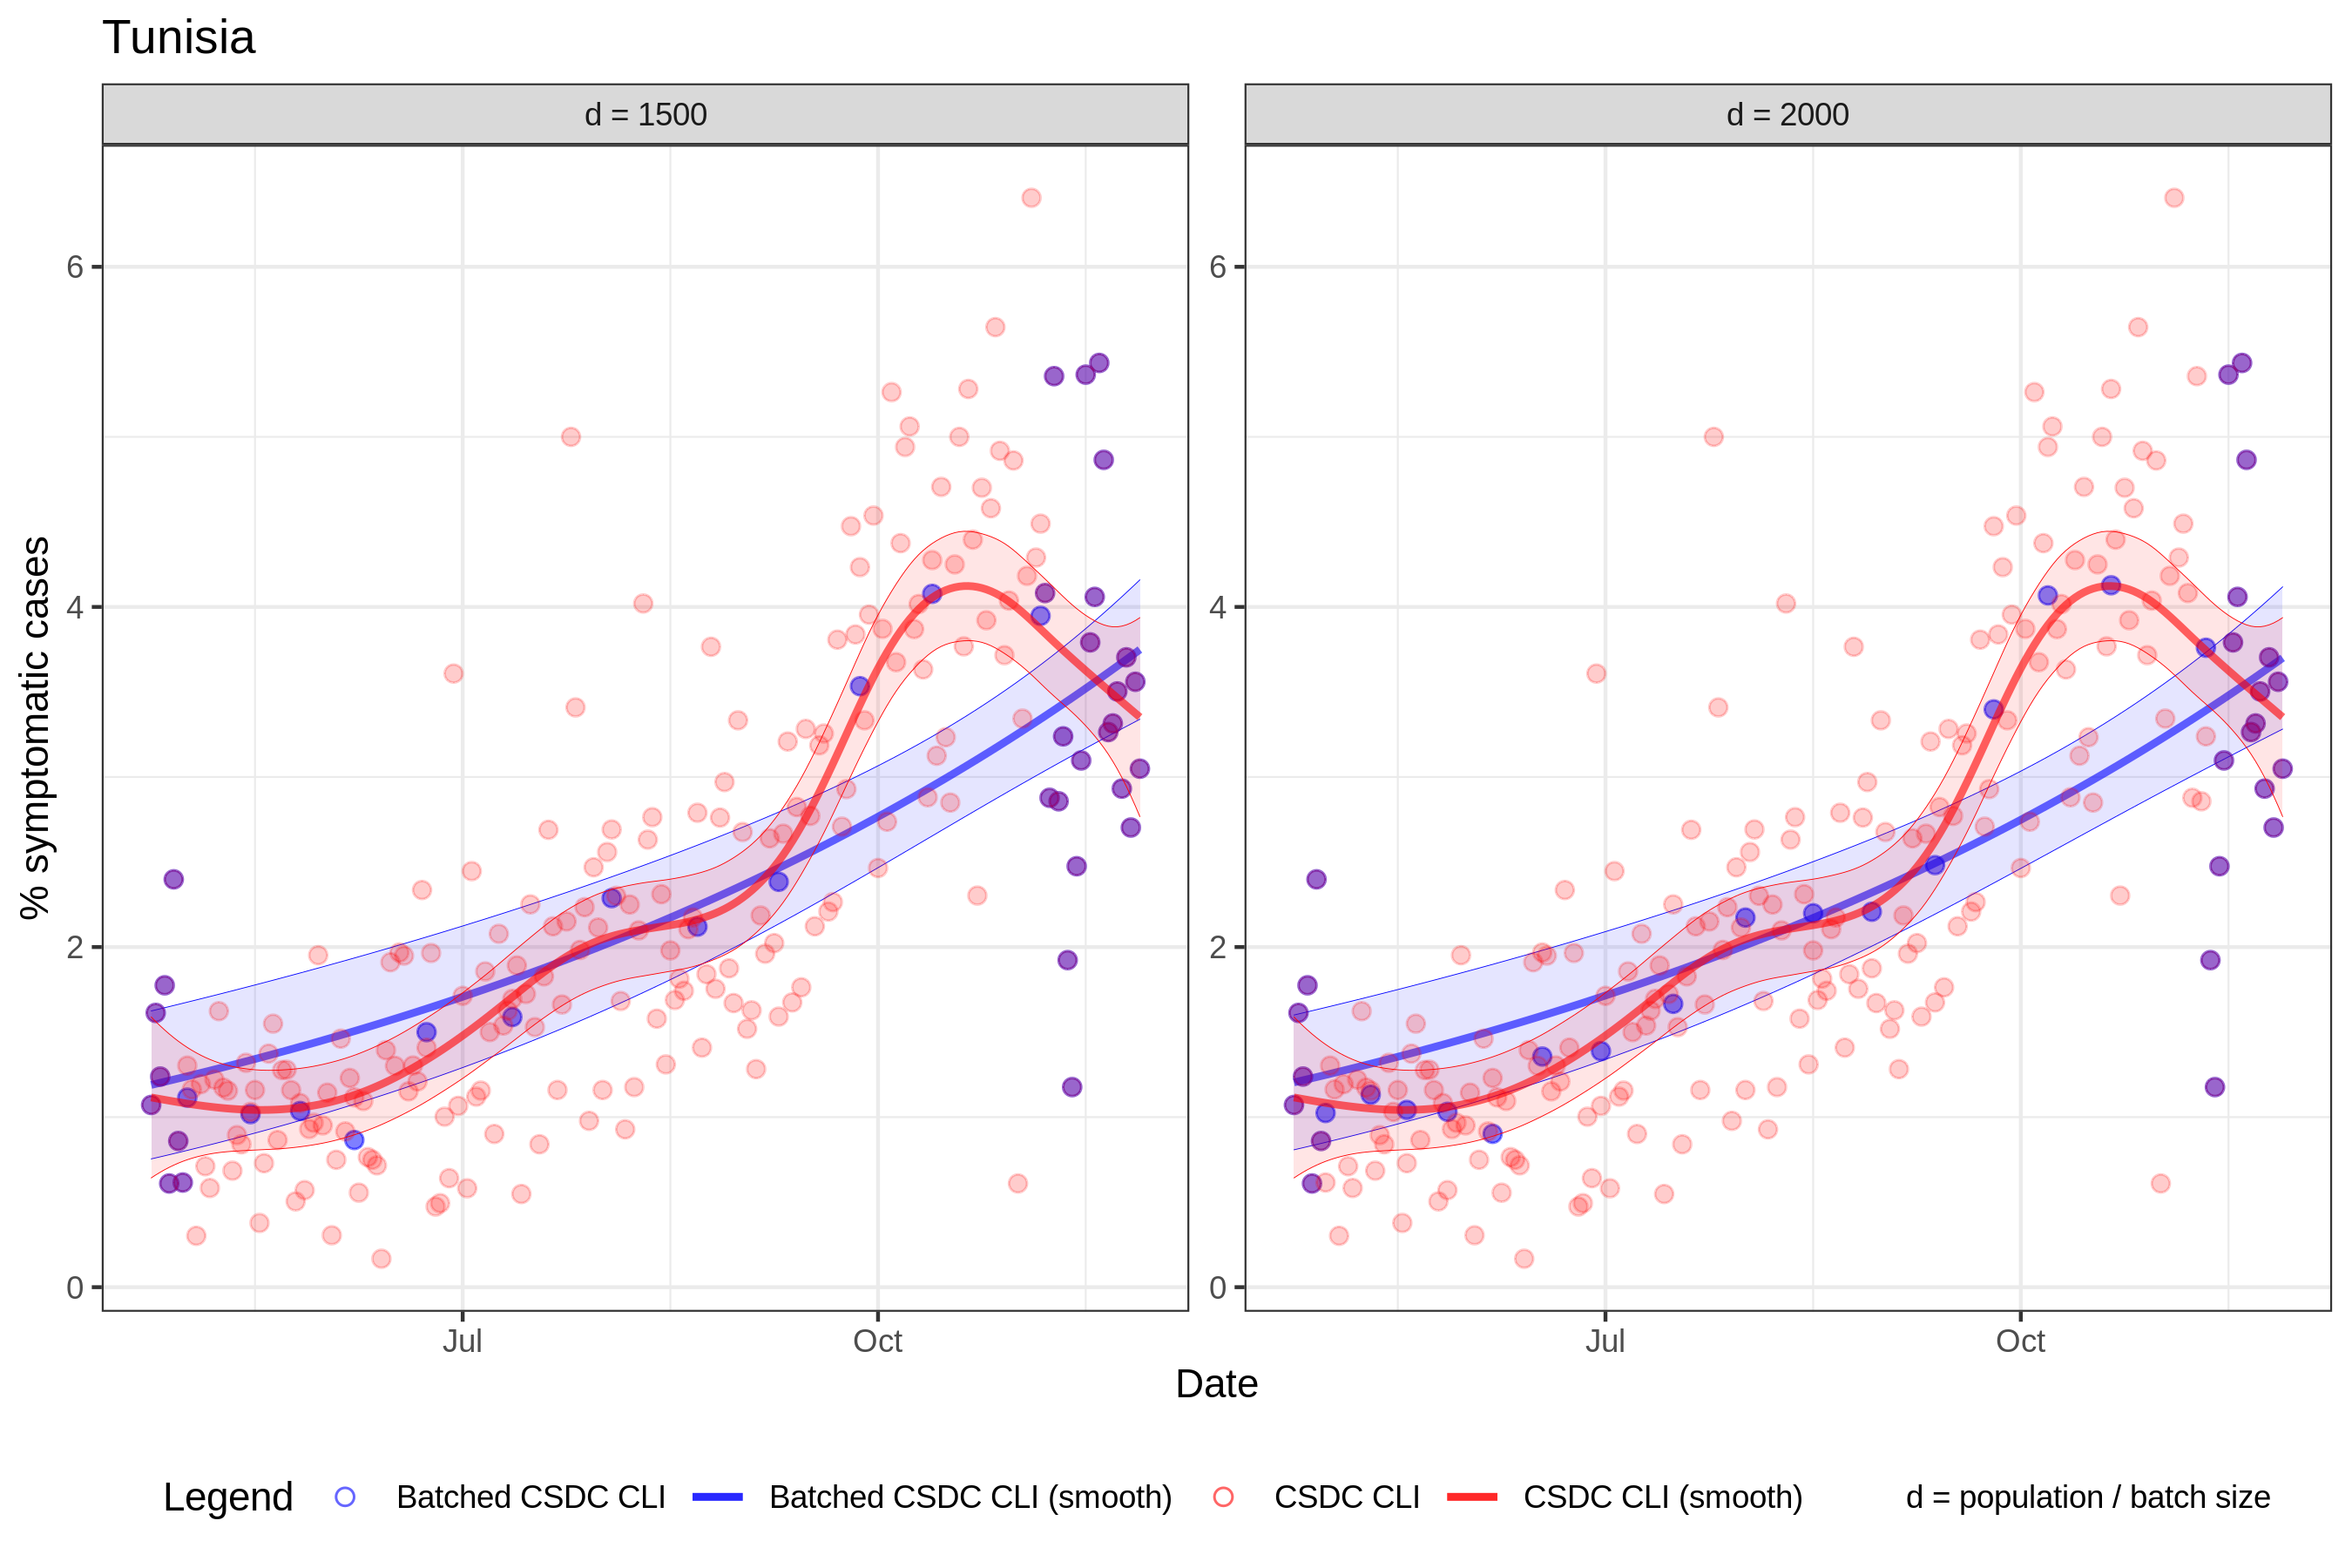 Tunisia
d = 1500
d = 2000
% symptomatic cases
6
4
2
0
6
4
2
0
Jul
Oct
Jul
Oct
Date
Legend
Batched CSDC CLI
Batched CSDC CLI (smooth)
CSDC CLI
CSDC CLI (smooth)
d = population / batch size